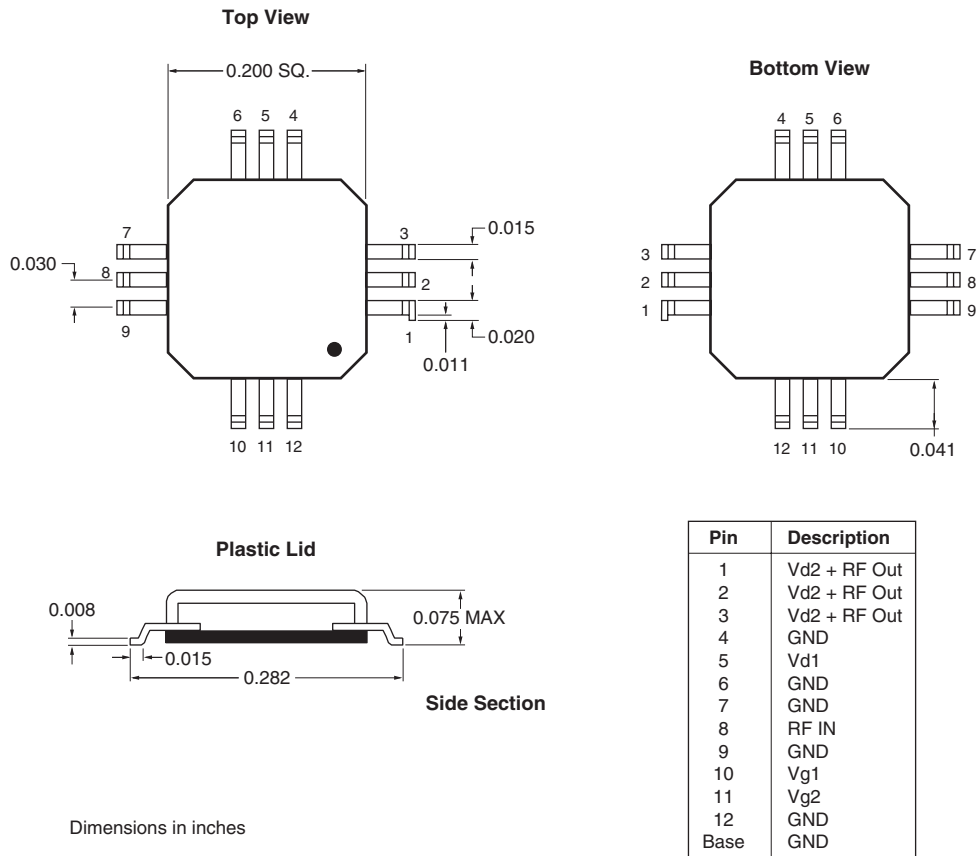 Top View
0.200 SQ.
6 5 4
7
8
9
0.030
3
2
1
0.015
0.020
0.011
10 11 12
Bottom View
4 5 6
3
2
1
7
8
9
12 11 10
0.041
Plastic Lid
0.008
0.075 MAX
0.015
0.282
Side Section
Dimensions in inches
Pin Description
1 Vd2 + RF Out
2 Vd2 + RF Out
3 Vd2 + RF Out
4 GND
5 Vd1
6 GND
7 GND
8 RF IN
9 GND
10 Vg1
11 Vg2
12 GND
Base GND